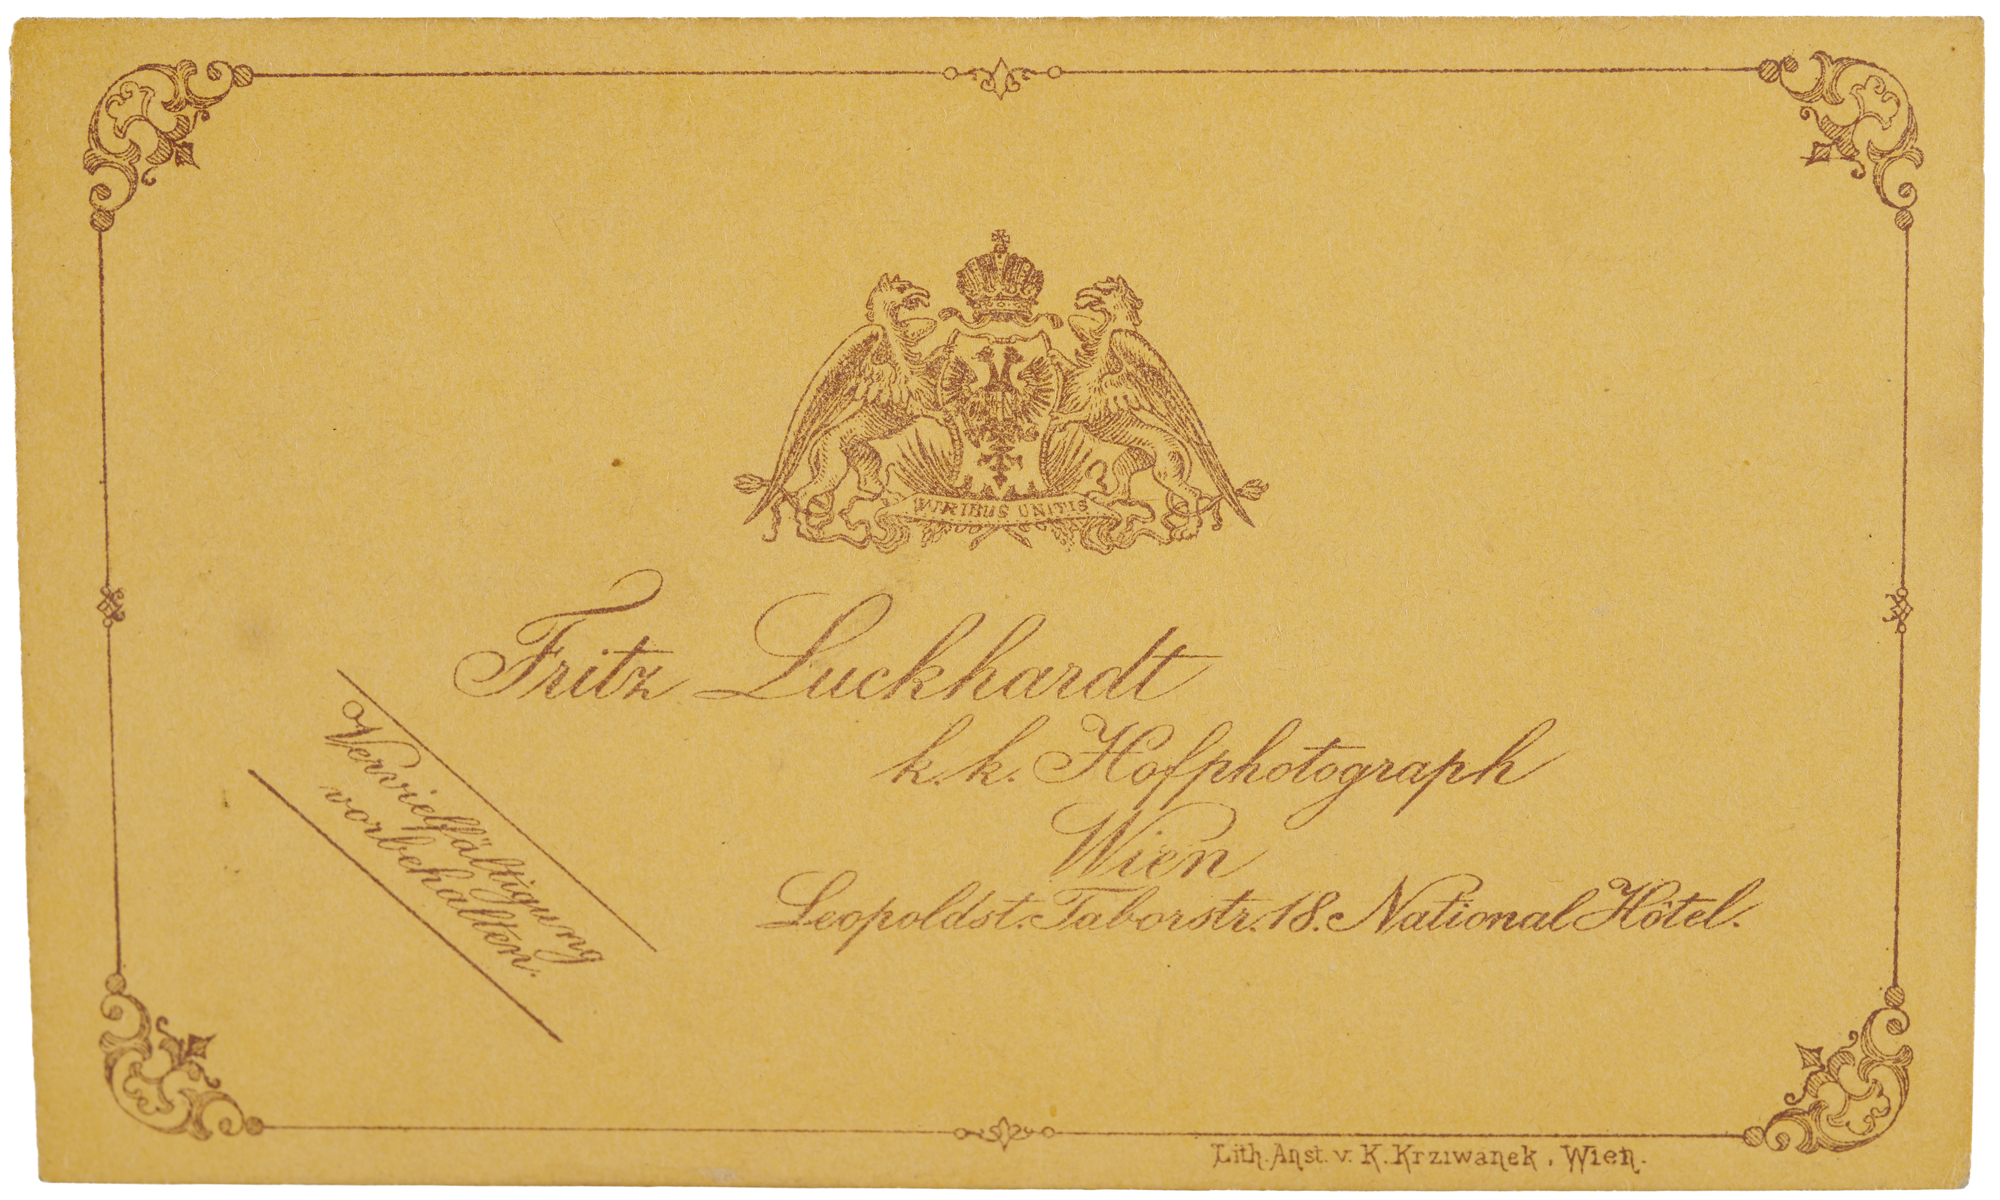 VIRIBUS UNITIS
Fritz Luckhardt
k. k. Hofphotograph
Wien
Leopoldst. Taborstr. 18. National Hôtel.
Vervielfältigung
vorbehalten.
Lith. Anst. v. K. Krziwanek, Wien.